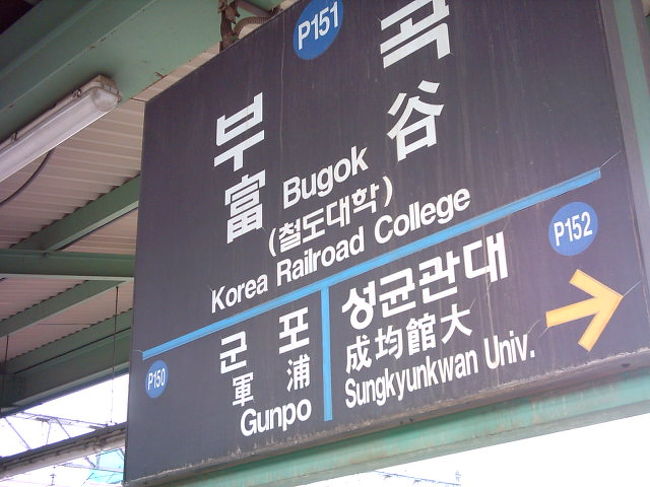 P151
부 곡
富 谷
Bugok
(철도대학)
Korea Railroad College
P150
군 포
軍 浦
Gunpo
P152
성균관대
成均館大
Sungkyunkwan Univ.